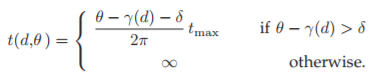 t(d,θ) = { (θ − γ(d) − δ)/2π t_max if θ − γ(d) > δ
∞ otherwise.